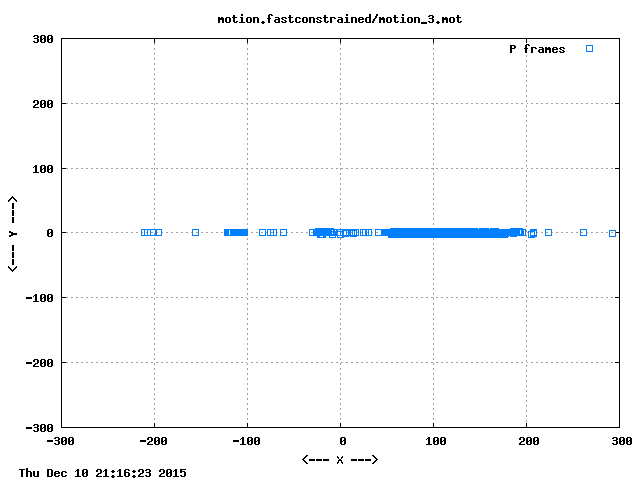 motion.fastconstrained/motion_3.mot
300
P frames
200
100
0
-100
-200
-300
<--- Y --->
-300 -200 -100 0 100 200 300
<--- X --->
Thu Dec 10 21:16:23 2015